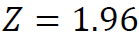 Z = 1.96